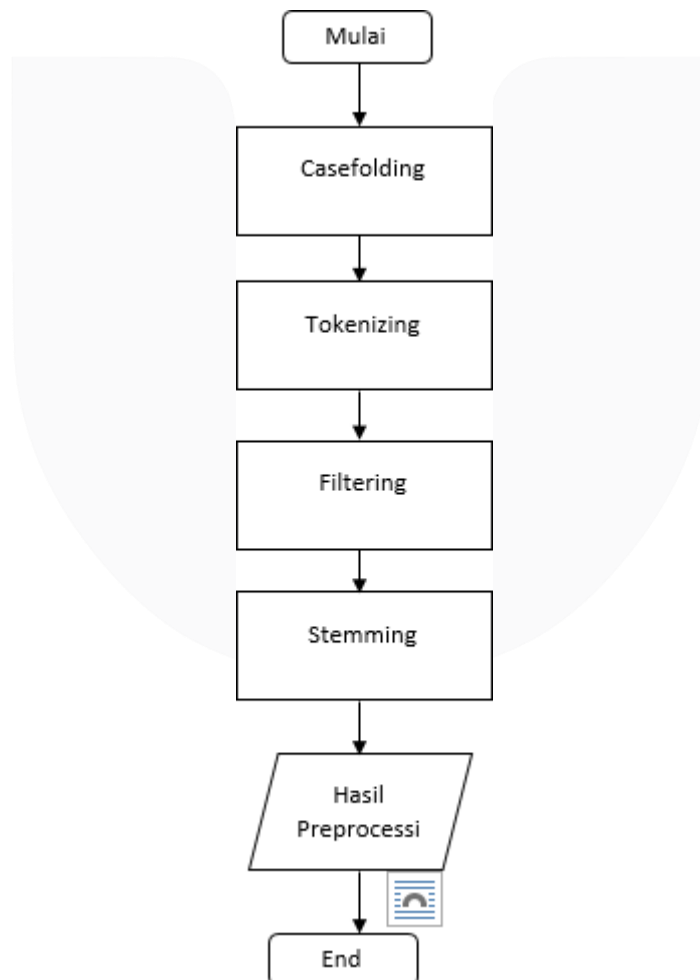 Mulai
Casefolding
Tokenizing
Filtering
Stemming
Hasil
Preprocessi
End